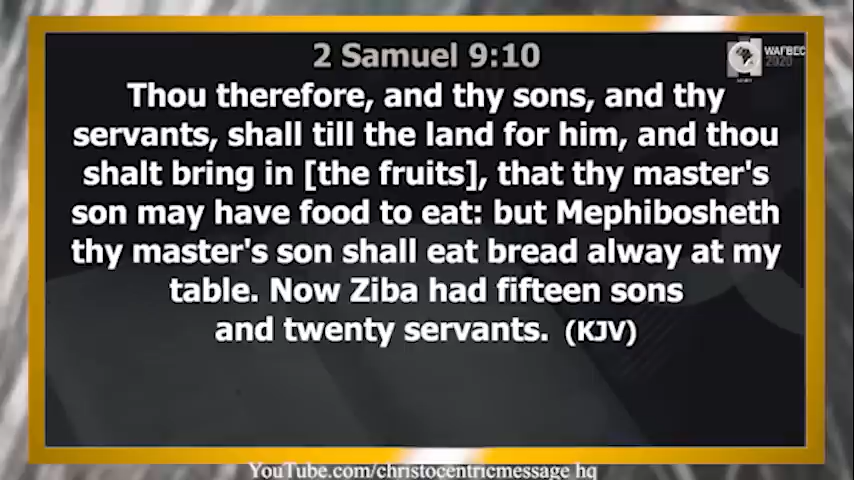 2 Samuel 9:10
WAFBEC
2020
Thou therefore, and thy sons, and thy
servants, shall till the land for him, and thou
shalt bring in [the fruits], that thy master's
son may have food to eat: but Mephibosheth
thy master's son shall eat bread alway at my
table. Now Ziba had fifteen sons
and twenty servants. (KJV)
YouTube.com/christocentricmessage hq